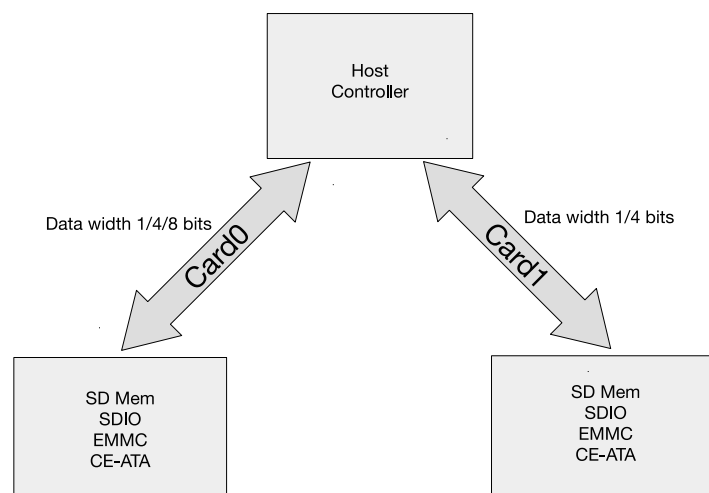 Host
Controller
Data width 1/4/8 bits
Card0
Data width 1/4 bits
Card1
SD Mem
SDIO
EMMC
CE-ATA
SD Mem
SDIO
EMMC
CE-ATA